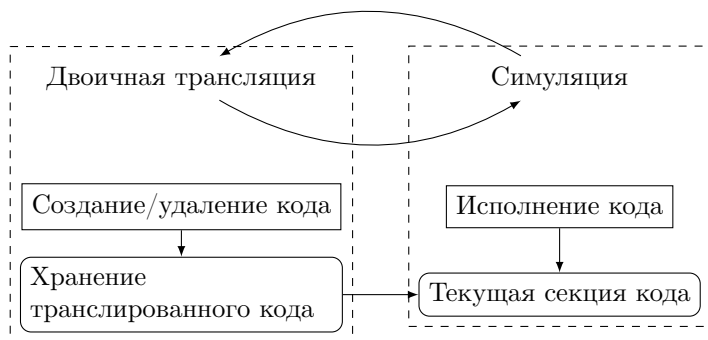 Двоичная трансляция
Симуляция
Создание/удаление кода
Исполнение кода
Хранение
транслированного кода
Текущая секция кода